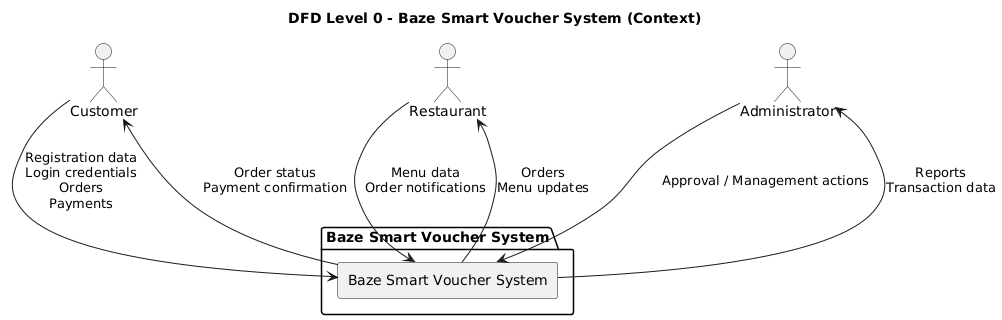 DFD Level 0 - Baze Smart Voucher System (Context)
Customer
Restaurant
Administrator
Registration data
Login credentials
Orders
Payments
Order status
Payment confirmation
Menu data
Order notifications
Orders
Menu updates
Approval / Management actions
Reports
Transaction data
Baze Smart Voucher System
Baze Smart Voucher System